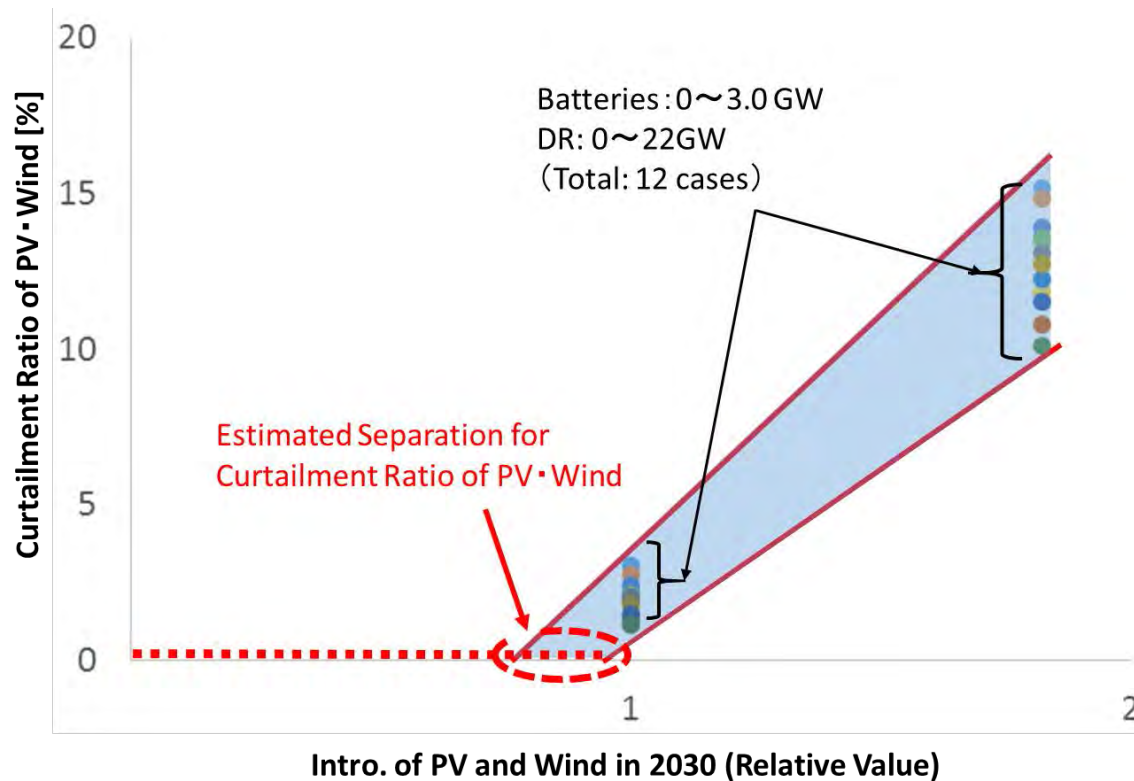 Curtailment Ratio of PV・Wind [%]
20
15
10
5
0
Batteries：0～3.0 GW
DR: 0～22GW
（Total: 12 cases）
Estimated Separation for
Curtailment Ratio of PV・Wind
1
2
Intro. of PV and Wind in 2030 (Relative Value)